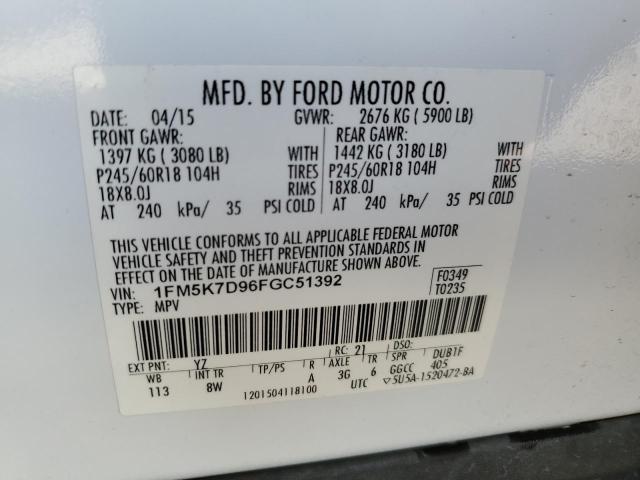 MFD. BY FORD MOTOR CO.
DATE: 04/15 GVWR: 2676 KG ( 5900 LB)
FRONT GAWR: REAR GAWR:
1397 KG ( 3080 LB) WITH 1442 KG ( 3180 LB) WITH
P245/60R18 104H TIRES P245/60R18 104H TIRES
18X8.0J RIMS 18X8.0J RIMS
AT 240 kPa/ 35 PSI COLD AT 240 kPa/ 35 PSI COLD
THIS VEHICLE CONFORMS TO ALL APPLICABLE FEDERAL MOTOR
VEHICLE SAFETY AND THEFT PREVENTION STANDARDS IN
EFFECT ON THE DATE OF MANUFACTURE SHOWN ABOVE.
VIN: 1FM5K7D96FGC51392 F0349
TYPE: MPV T0235
EXT PNT: YZ RC: 21 DSO:
WB INT TR TP/PS R AXLE TR SPR DUB1F
113 8W A 3G 6 GGCC 405
1201504118100 UTC ▽5U5A-1520472-BA